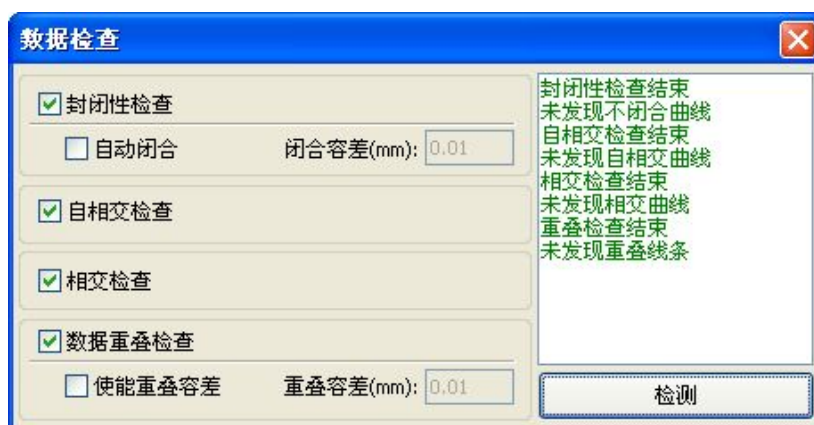 数据检查
封闭性检查
自动闭合 闭合容差(mm): 0.01
自相交检查
相交检查
数据重叠检查
使能重叠容差 重叠容差(mm): 0.01
封闭性检查结束
未发现不闭合曲线
自相交检查结束
未发现自相交曲线
相交检查结束
未发现相交曲线
重叠检查结束
未发现重叠线条
检测